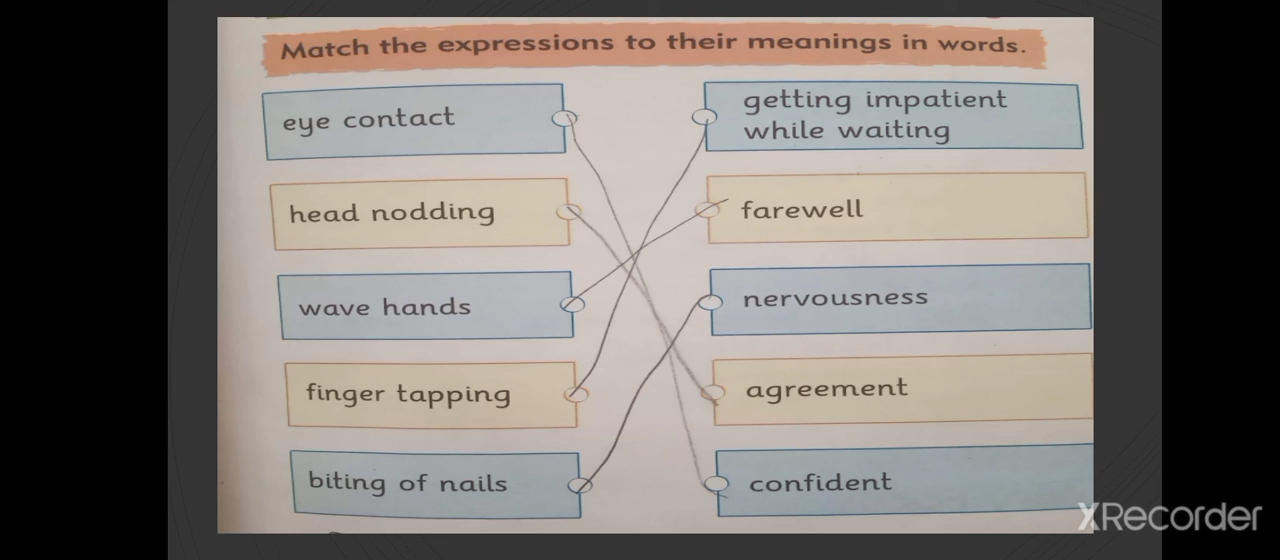 Match the expressions to their meanings in words.
eye contact
getting impatient
while waiting
head nodding
farewell
wave hands
nervousness
finger tapping
agreement
biting of nails
confident
XRecorder